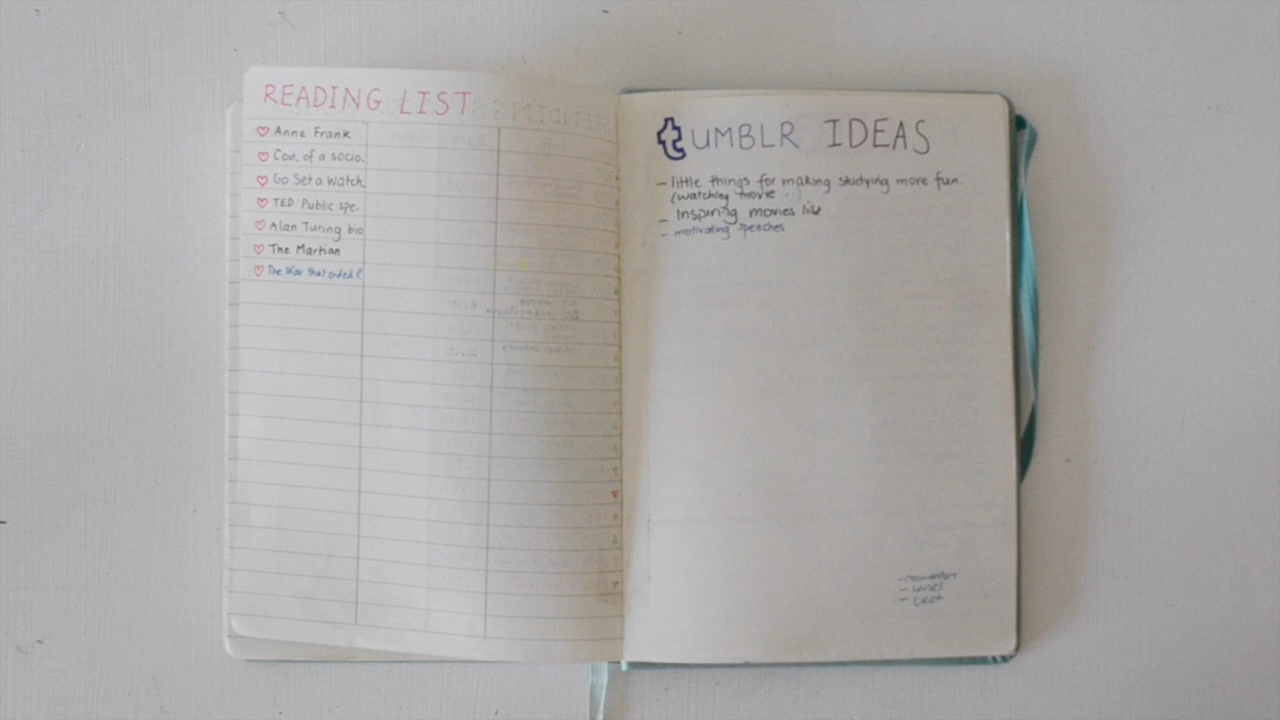 READING LIST
Anne Frank
Con. of a socio.
Go Set a Watch
TED Public spe.
Alan Turing bio
The Martian
The War that ended
TUMBLR IDEAS
- little things for making studying more fun.
(watching movie ..)
- Inspiring movies list
- motivating speeches